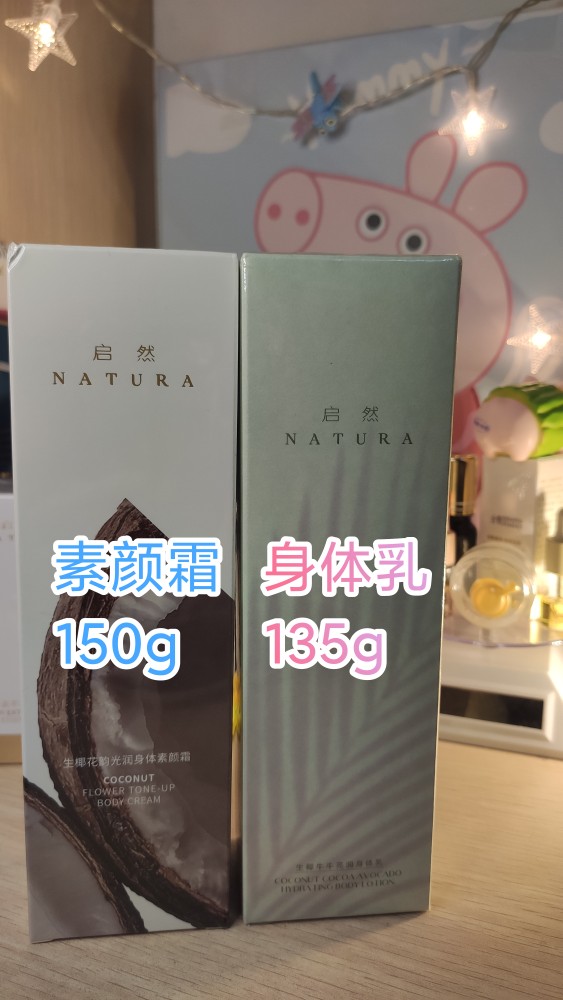 启然
NATURA
启然
NATURA
素颜霜
150g
身体乳
135g
生椰花韵光润身体素颜霜
COCONUT
FLOWER TONE-UP
BODY CREAM
COCONUT COCOA AVOCADO
HYDRATING BODY LOTION